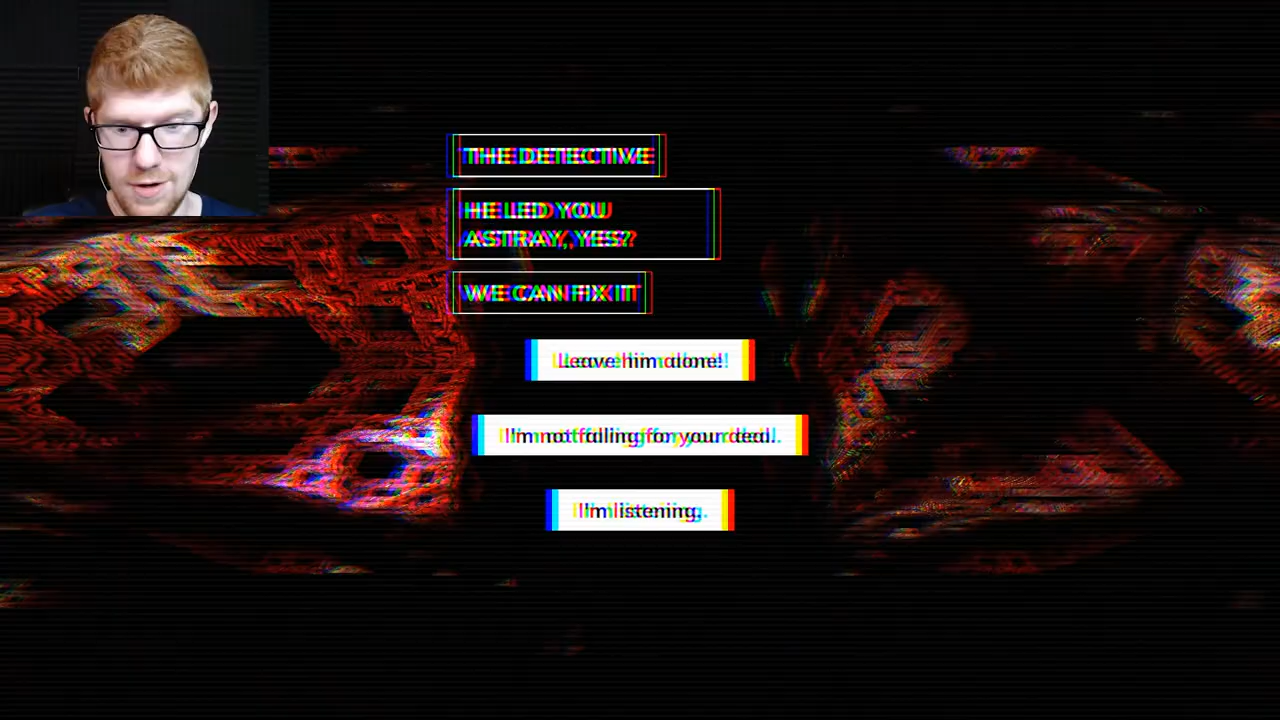 THE DETECTIVE
HE LED YOU
ASTRAY, YES?
WE CAN FIX IT
Leave him alone!
I'm not falling for your deal.
I'm listening.